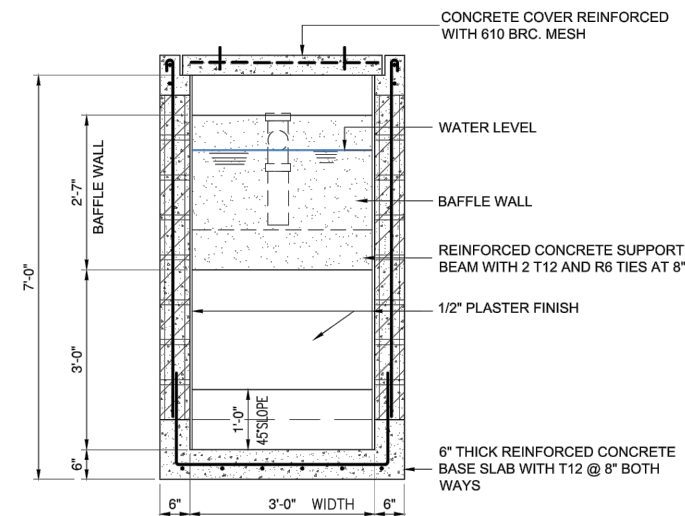 CONCRETE COVER REINFORCED
WITH 610 BRC. MESH
WATER LEVEL
BAFFLE WALL
REINFORCED CONCRETE SUPPORT
BEAM WITH 2 T12 AND R6 TIES AT 8"
1/2" PLASTER FINISH
6" THICK REINFORCED CONCRETE
BASE SLAB WITH T12 @ 8" BOTH
WAYS
7'-0"
2'-7"
BAFFLE WALL
3'-0"
6"
1'-0"
45°SLOPE
6"
3'-0" WIDTH
6"